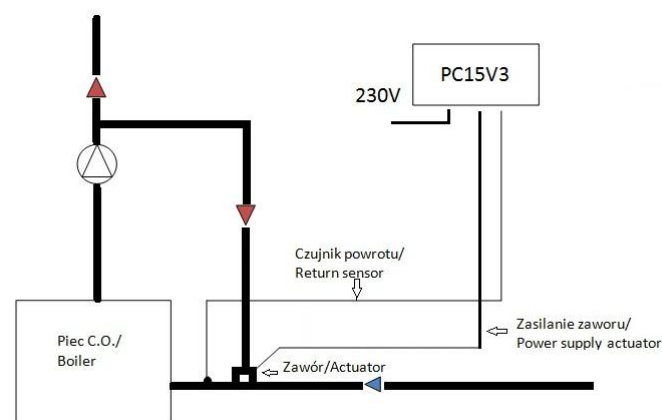 PC15V3
230V
Czujnik powrotu/
Return sensor
Zasilanie zaworu/
Power supply actuator
Piec C.O./
Boiler
Zawór/Actuator